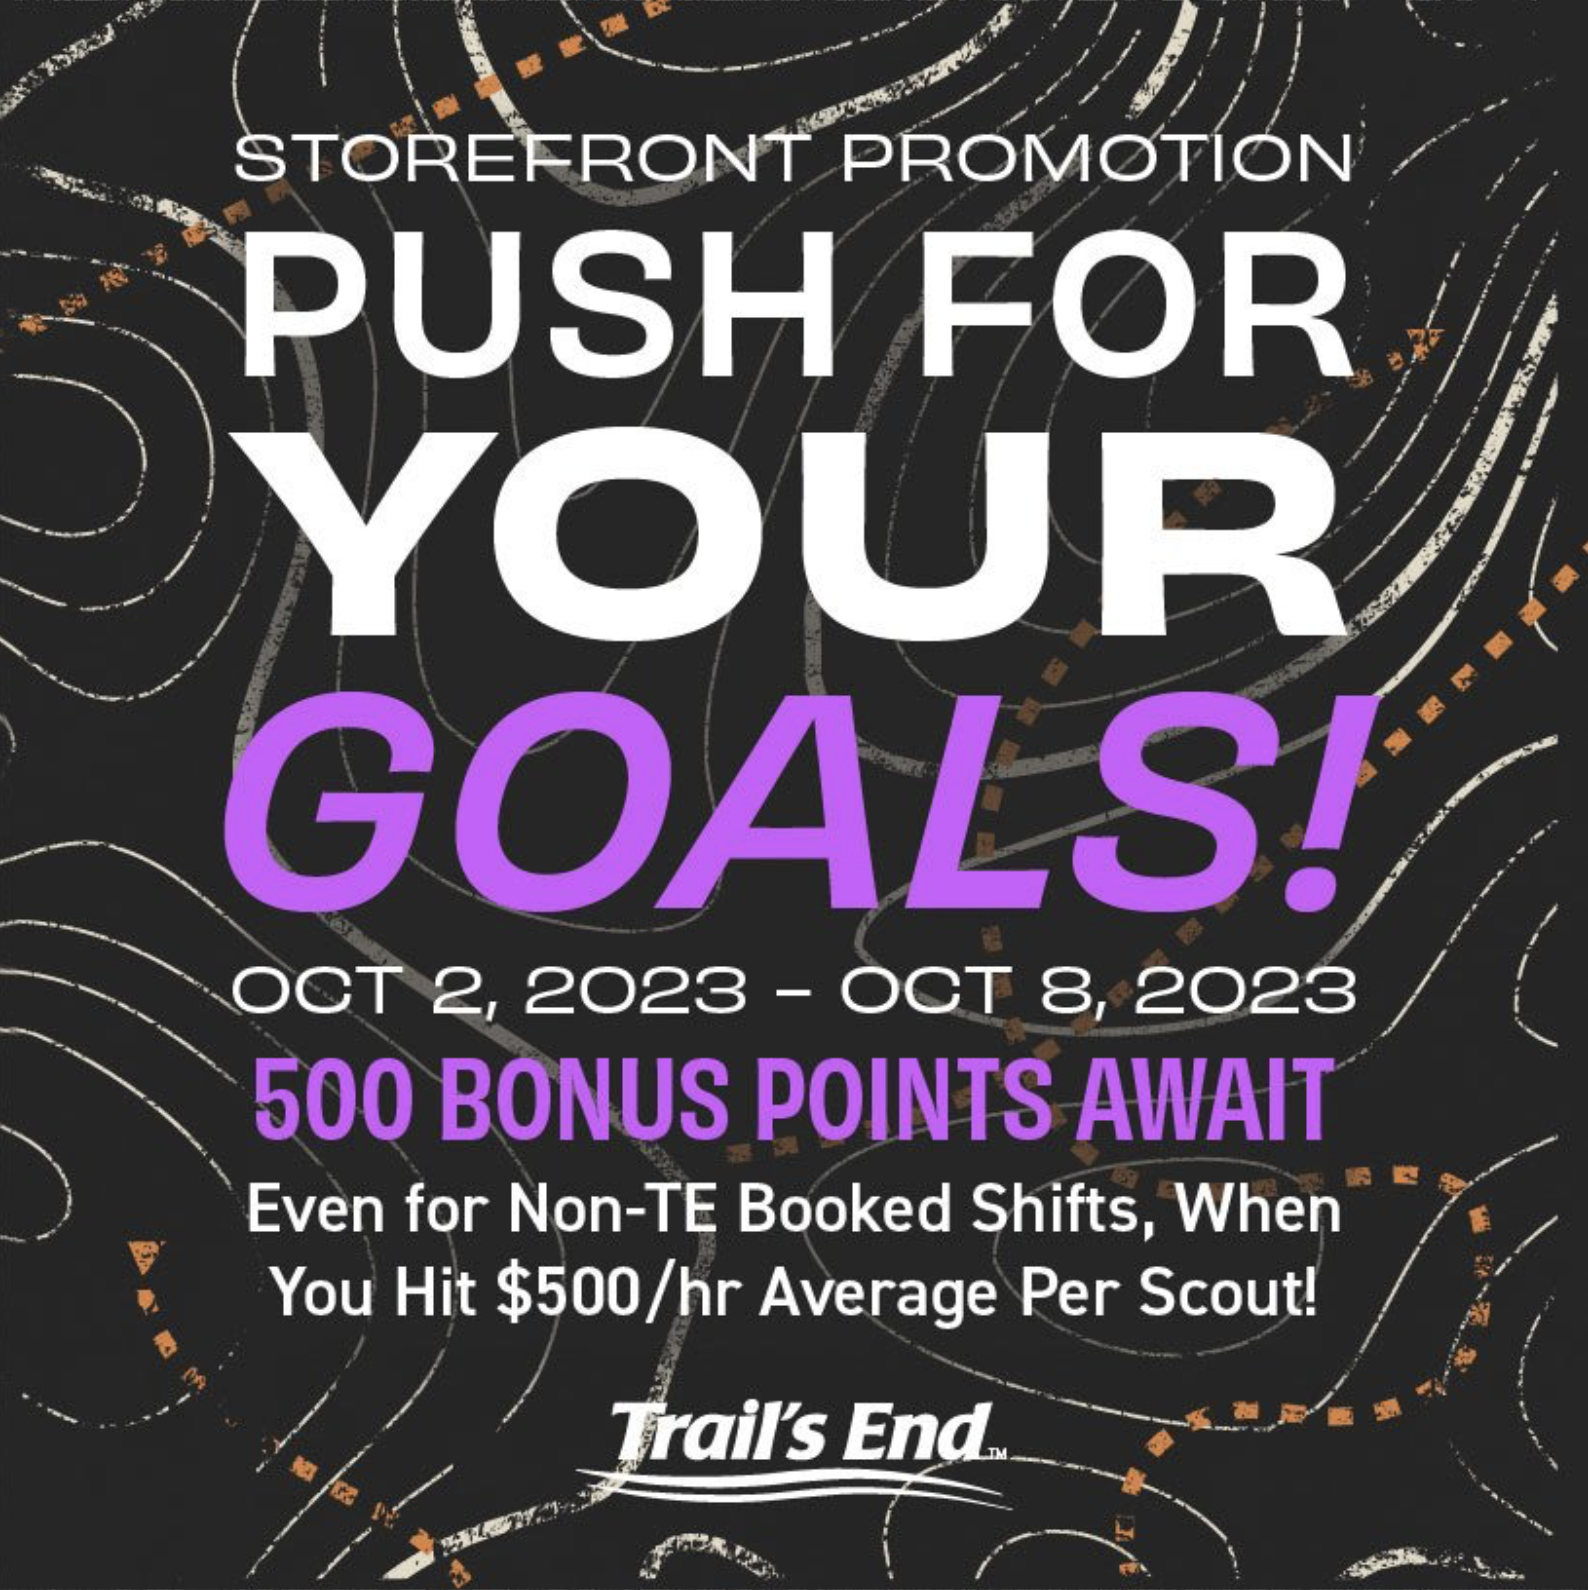 STOREFRONT PROMOTION
PUSH FOR
YOUR
GOALS!
OCT 2, 2023 – OCT 8, 2023
500 BONUS POINTS AWAIT
Even for Non-TE Booked Shifts, When
You Hit $500/hr Average Per Scout!
Trail's End™